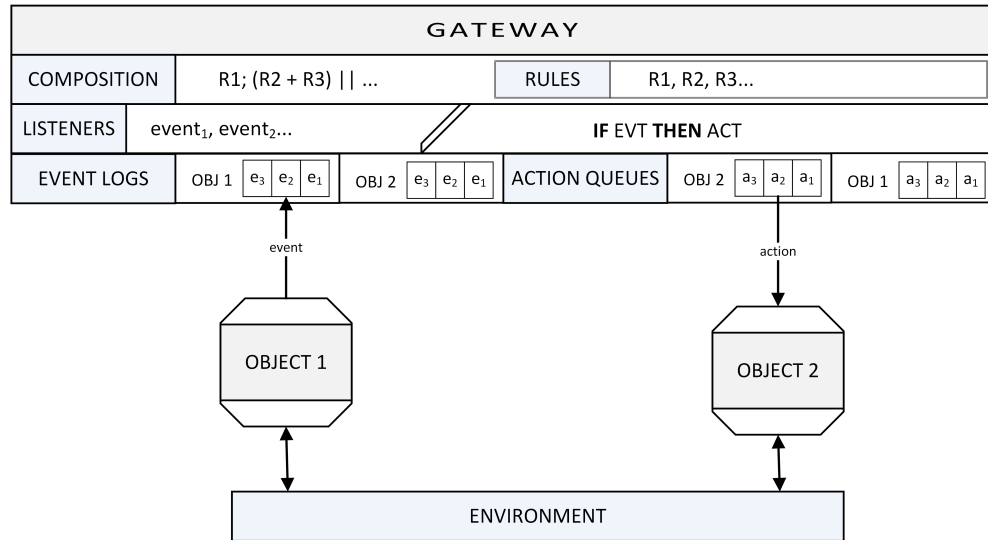 GATEWAY
COMPOSITION R1; (R2 + R3) || ... RULES R1, R2, R3...
LISTENERS event₁, event₂... IF EVT THEN ACT
EVENT LOGS OBJ 1 e₃ e₂ e₁ OBJ 2 e₃ e₂ e₁ ACTION QUEUES OBJ 2 a₃ a₂ a₁ OBJ 1 a₃ a₂ a₁
event action
OBJECT 1 OBJECT 2
ENVIRONMENT